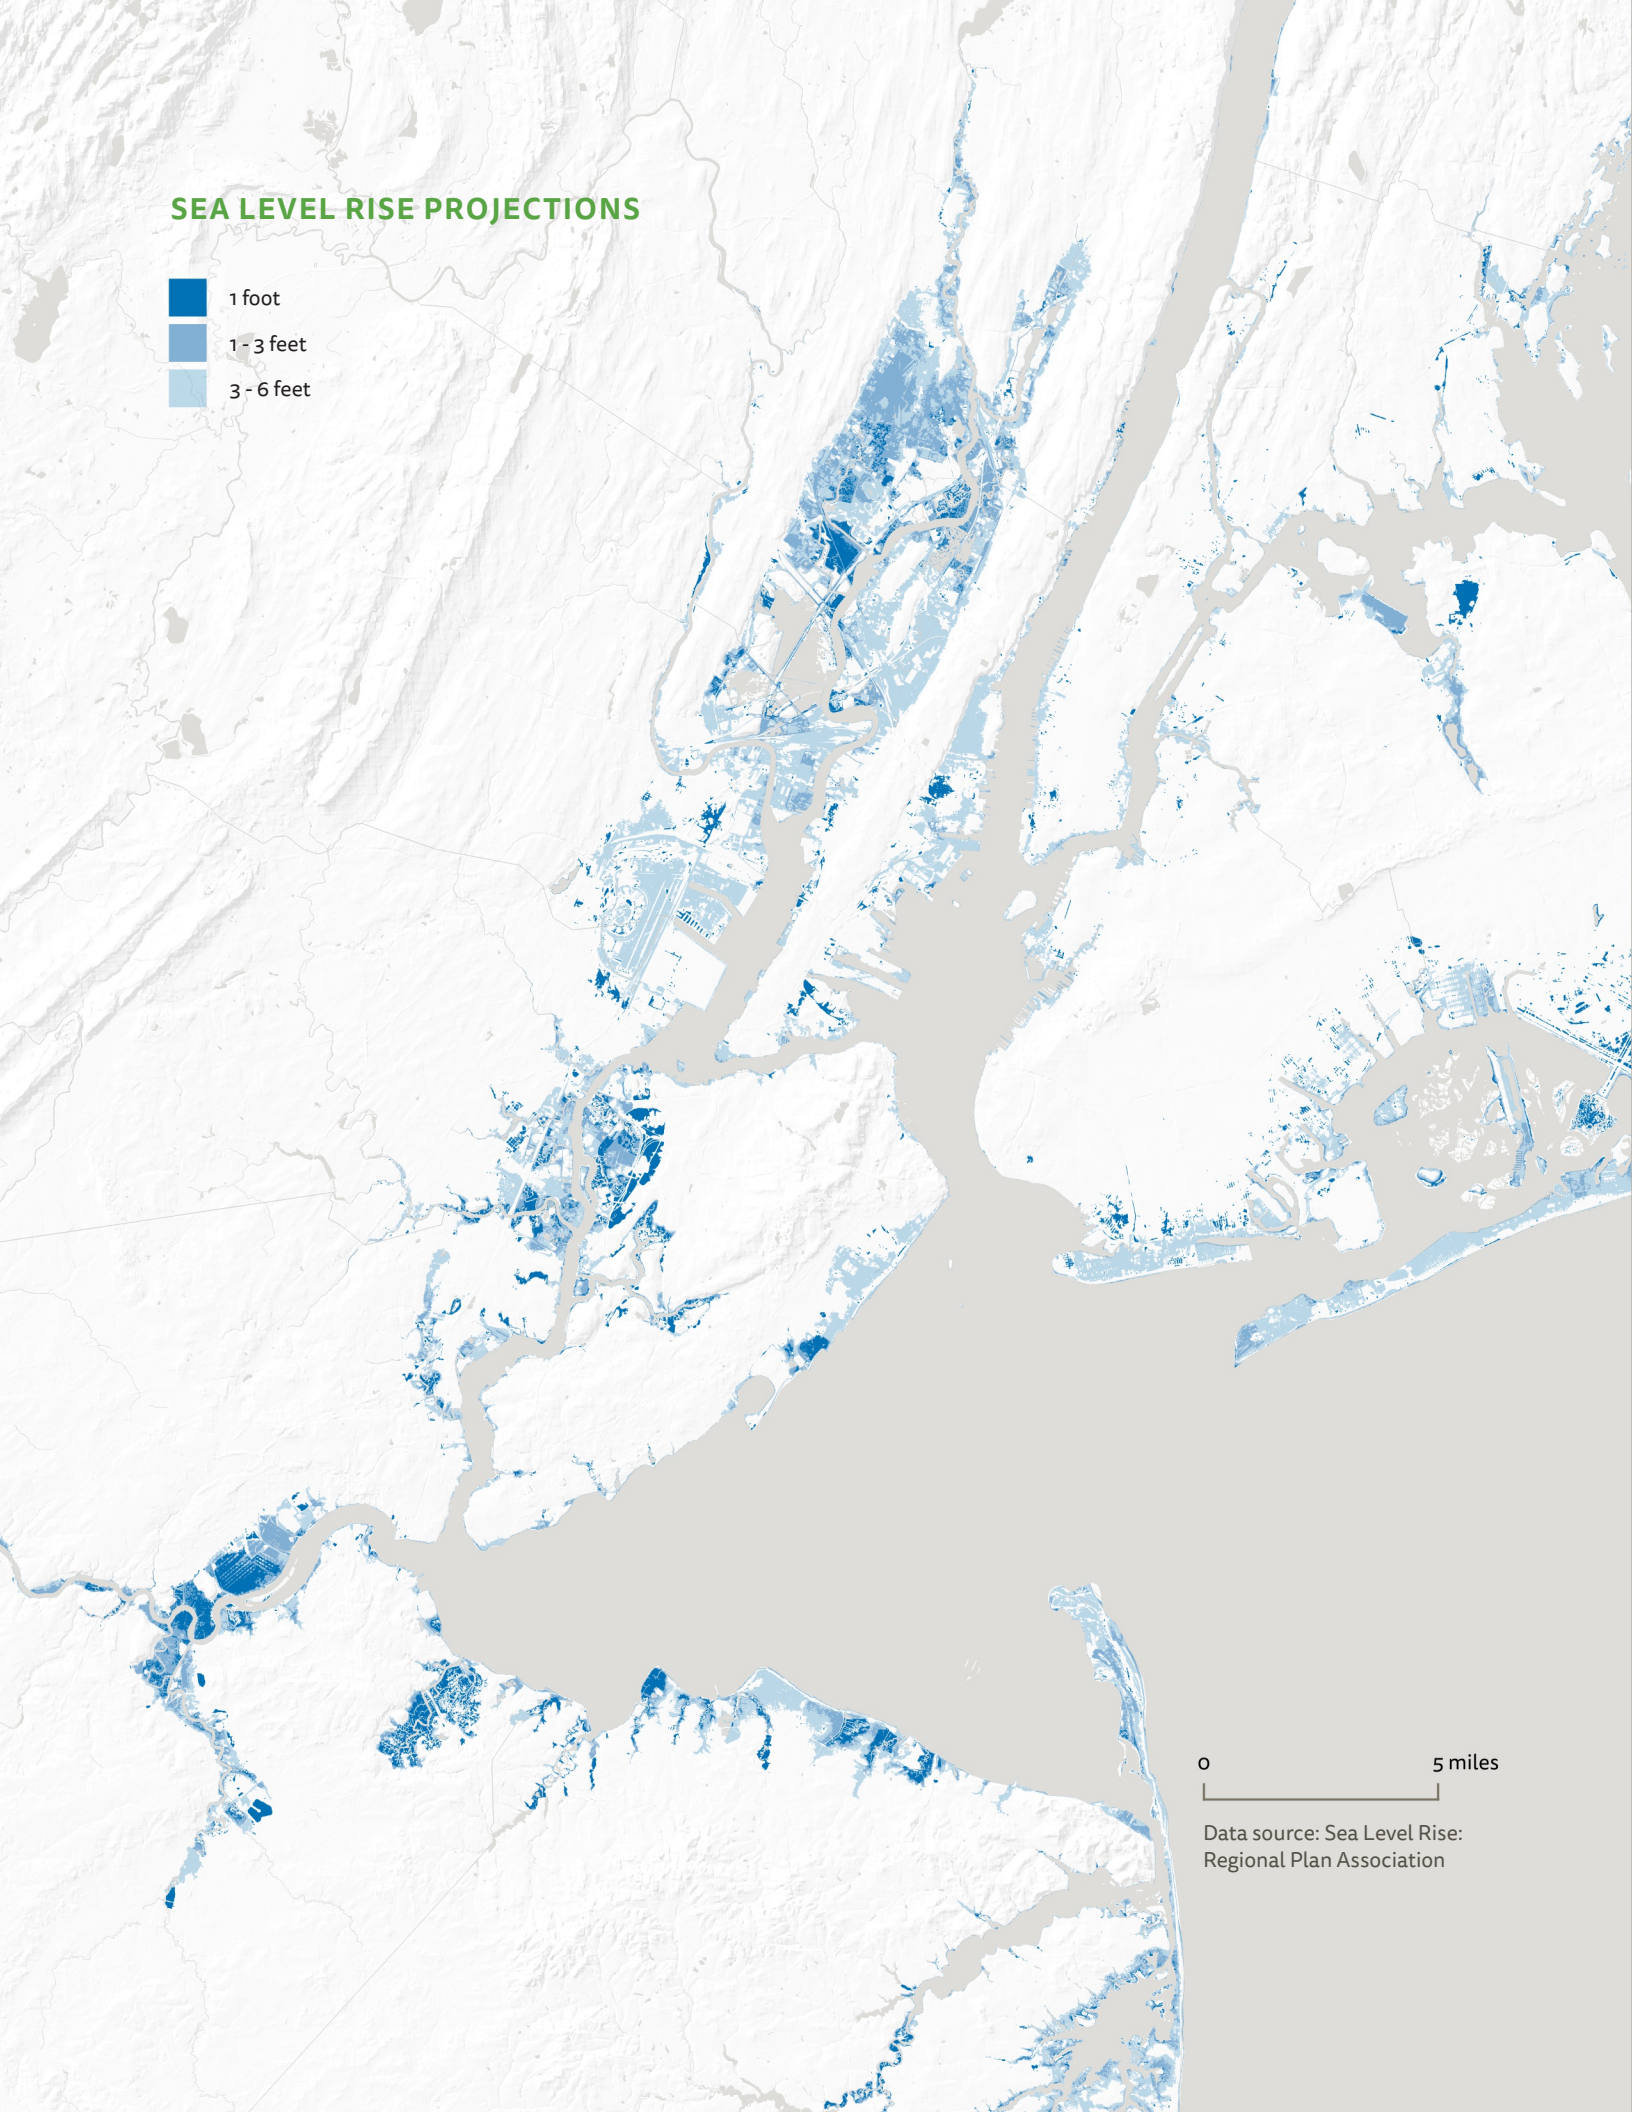 SEA LEVEL RISE PROJECTIONS
1 foot
1 - 3 feet
3 - 6 feet
0 5 miles
Data source: Sea Level Rise:
Regional Plan Association